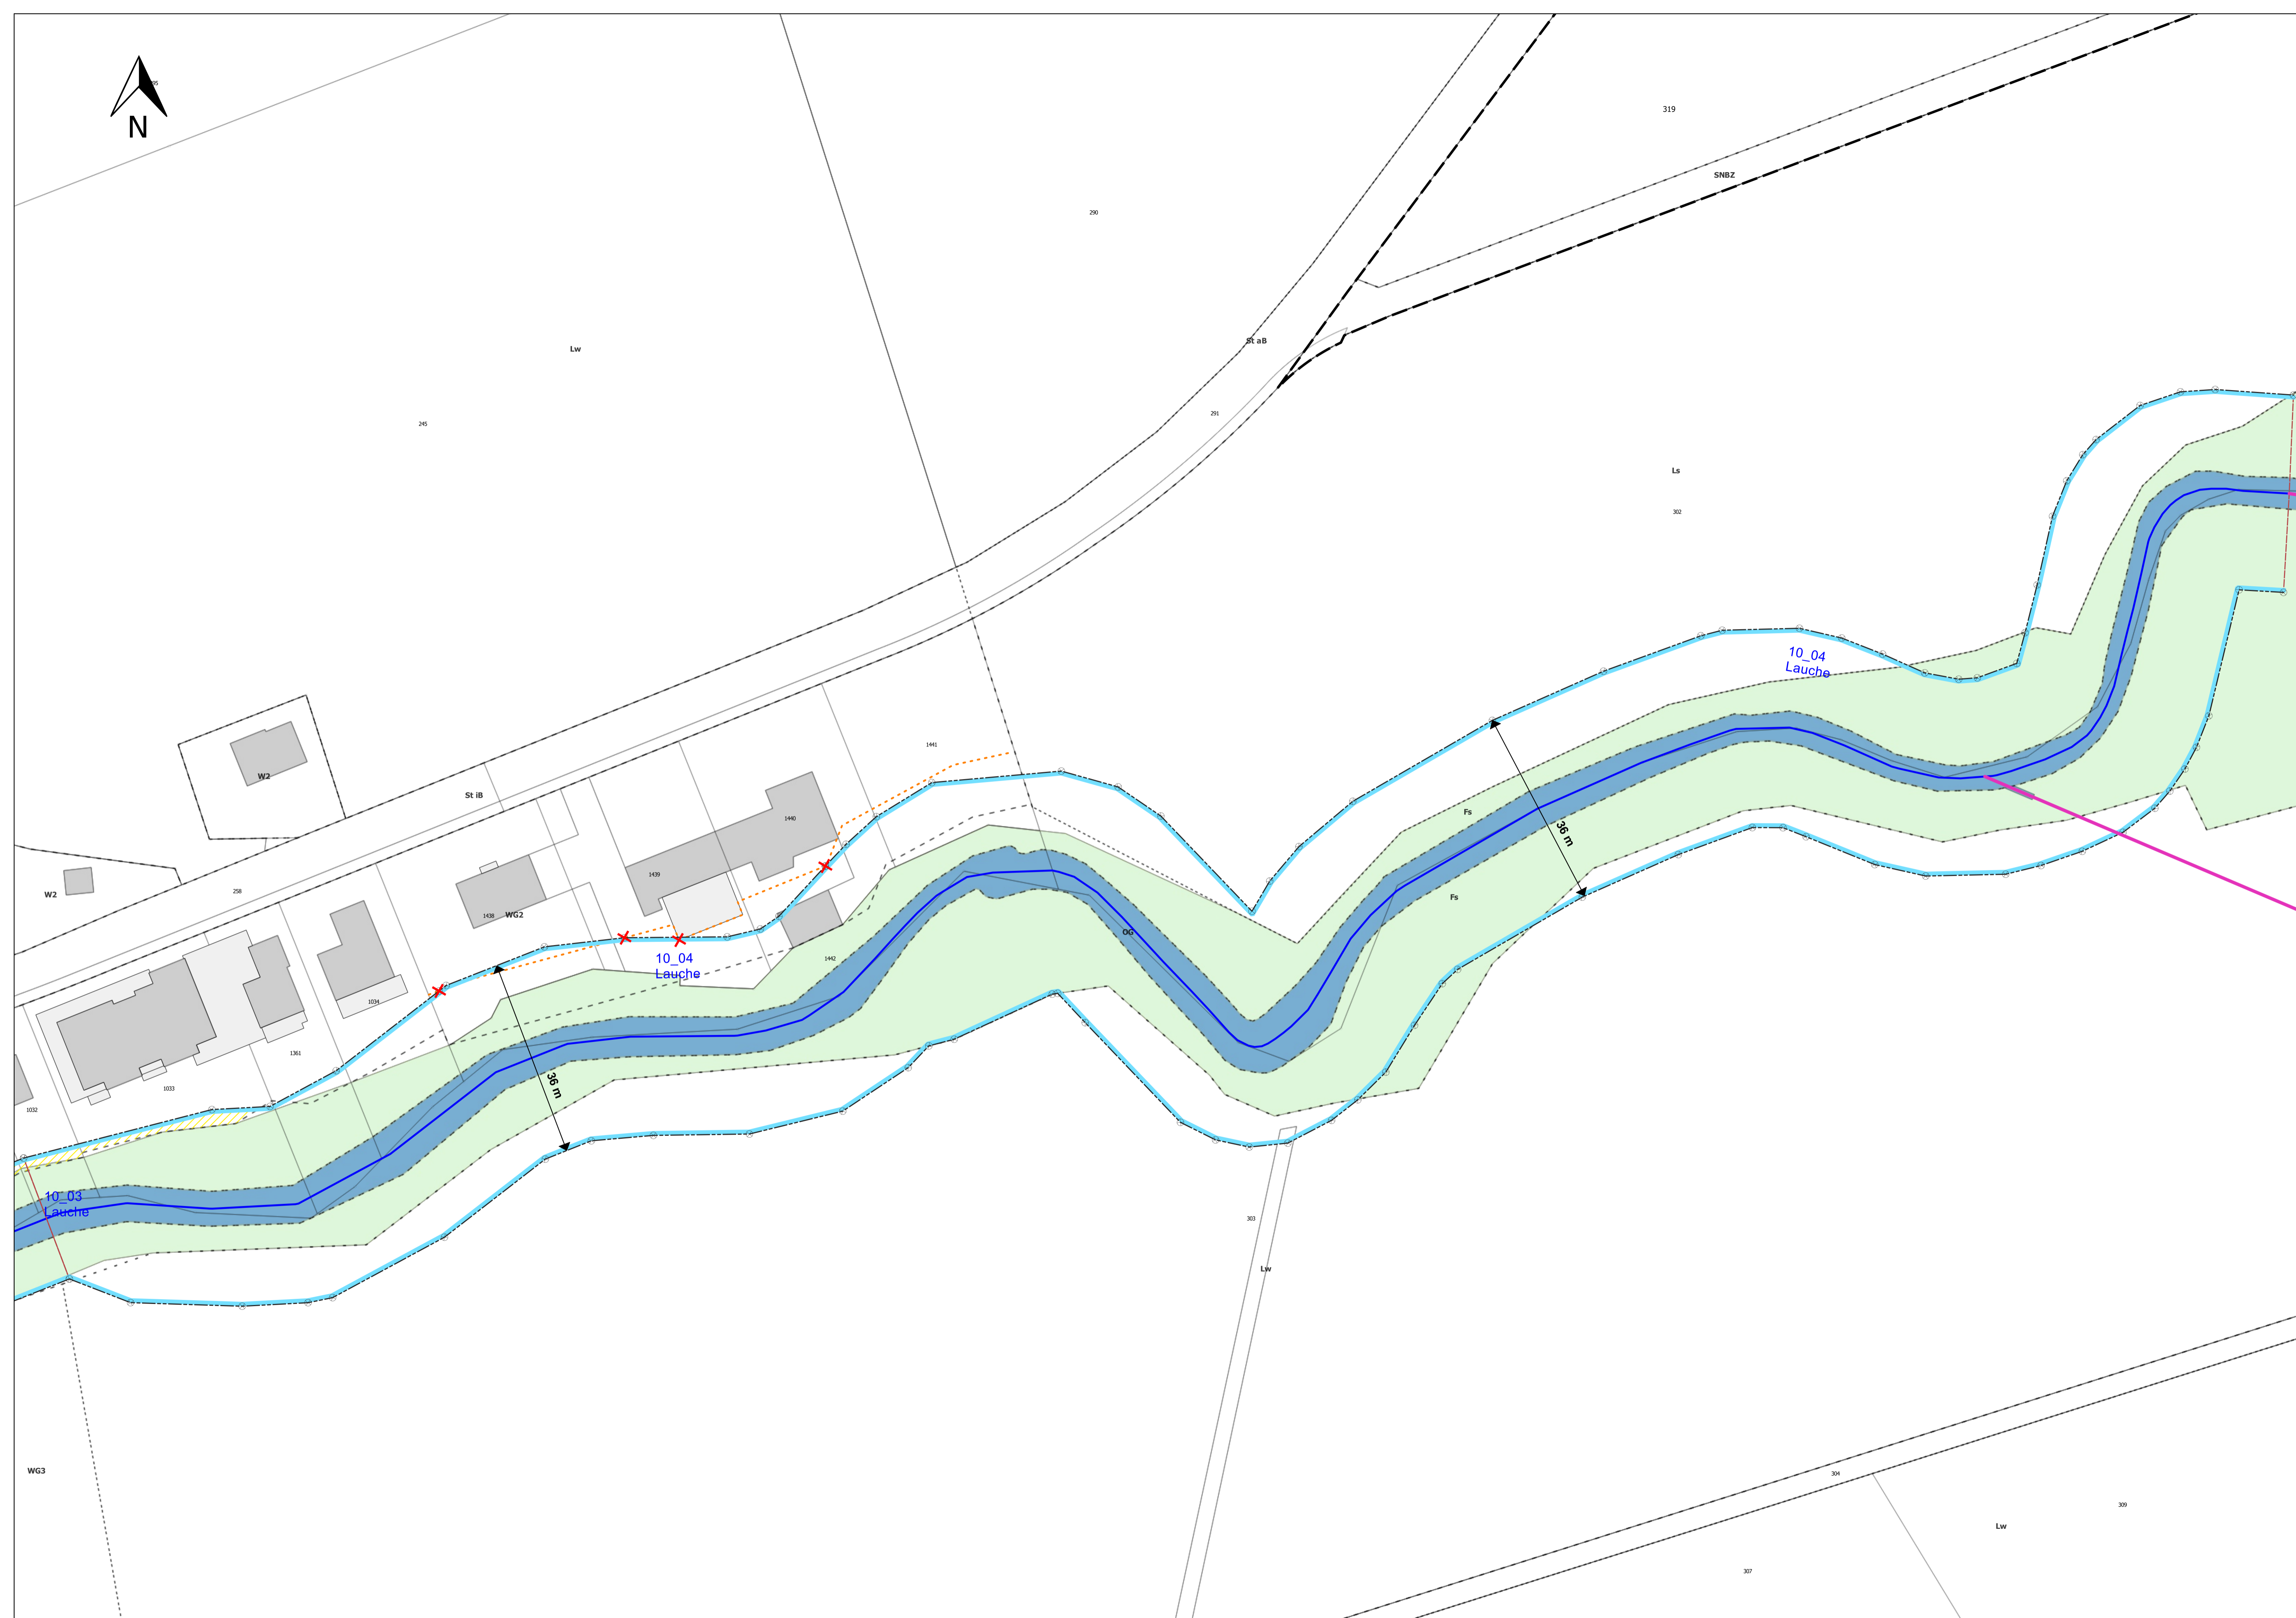 N
319
SNBZ
290
St aB
Lw
291
245
Ls
302
10_04
Lauche
1441
W2
St iB
36 m
Fs
1440
1439
W2
258
1438
WG2
Fs
OG
10_04
Lauche
1442
1034
1361
36 m
1033
1032
10_03
Lauche
303
Lw
WG3
304
309
Lw
307